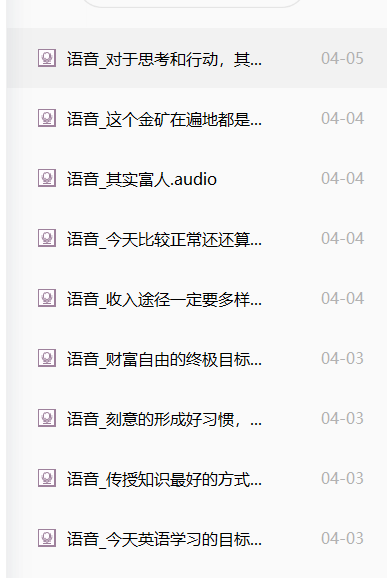 语音_对于思考和行动，其... 04-05
语音_这个金矿在遍地都是... 04-04
语音_其实富人.audio 04-04
语音_今天比较正常还还算... 04-04
语音_收入途径一定要多样... 04-04
语音_财富自由的终极目标... 04-03
语音_刻意的形成好习惯，... 04-03
语音_传授知识最好的方式... 04-03
语音_今天英语学习的目标... 04-03